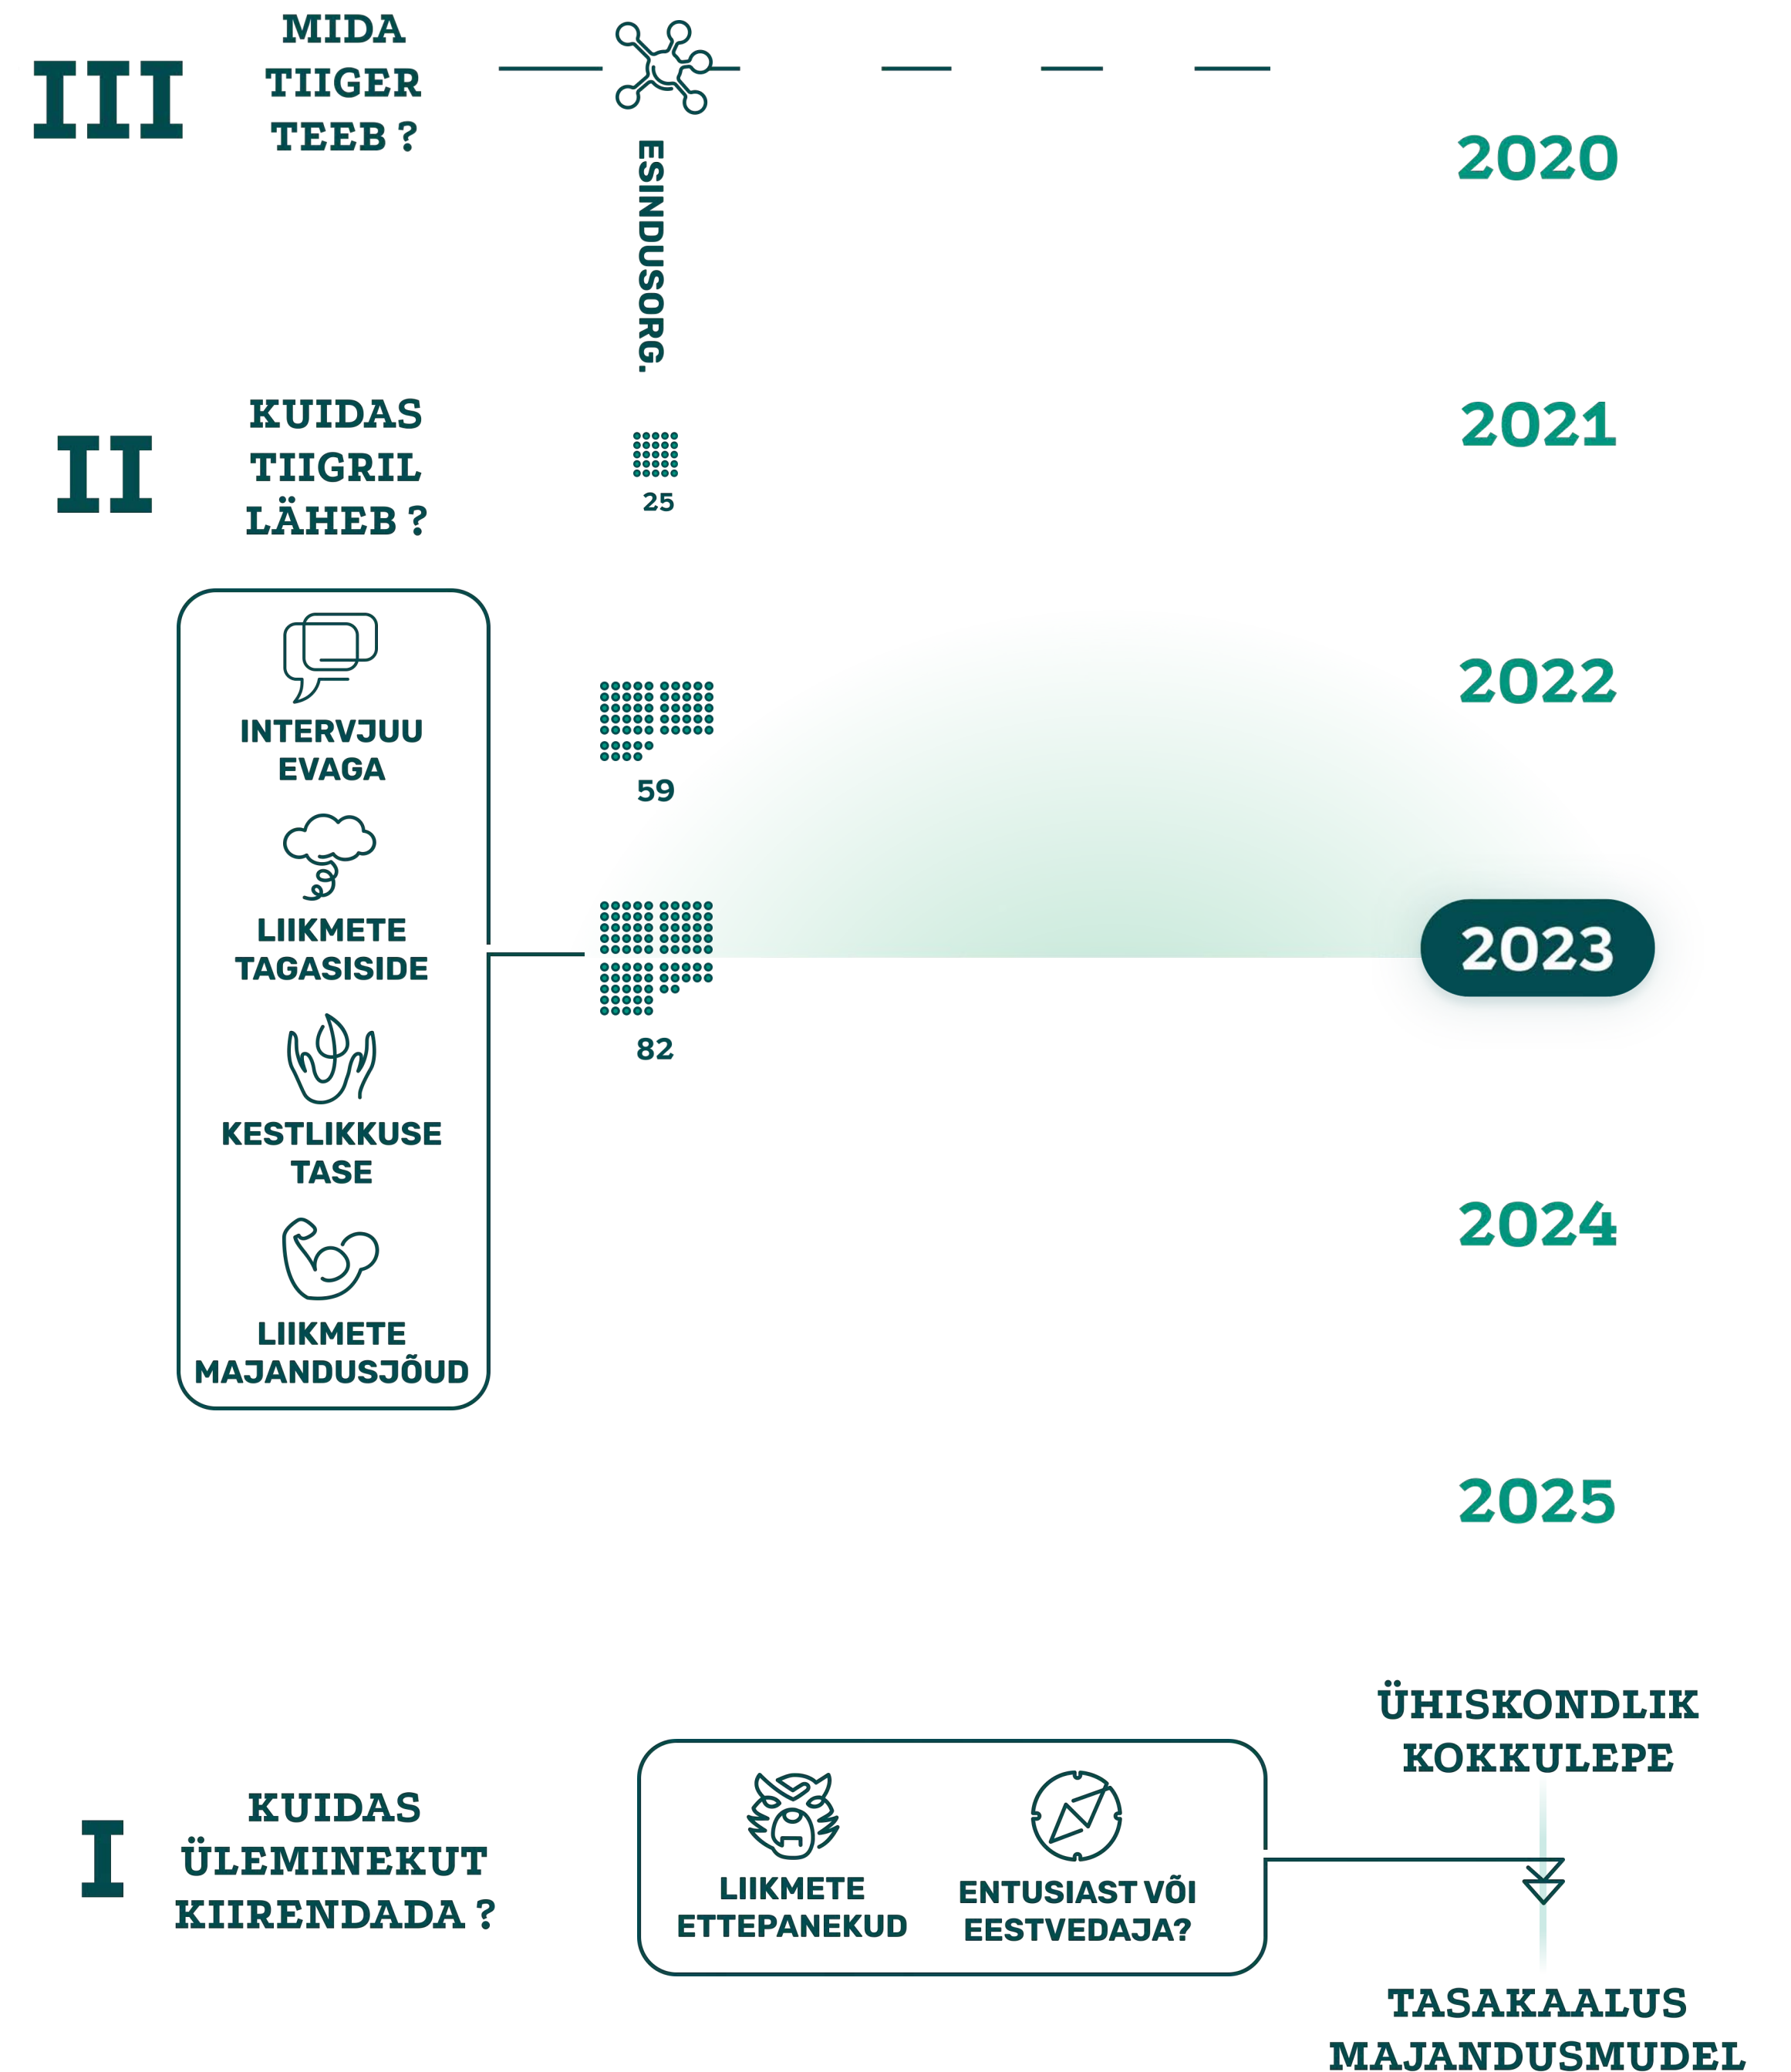 III
MIDA
TIIGER
TEEB ?
ESINDUSORG.
2020
II
KUIDAS
TIIGRIL
LÄHEB ?
25
2021
INTERVJUU
EVAGA
59
2022
LIIKMETE
TAGASISIDE
82
2023
KESTLIKKUSE
TASE
2024
LIIKMETE
MAJANDUSJÕUD
2025
I
KUIDAS
ÜLEMINEKUT
KIIRENDADA ?
LIIKMETE
ETTEPANEKUD
ENTUSIAST VÕI
EESTVEDAJA?
ÜHISKONDLIK
KOKKULEPE
TASAKAALUS
MAJANDUSMUDEL